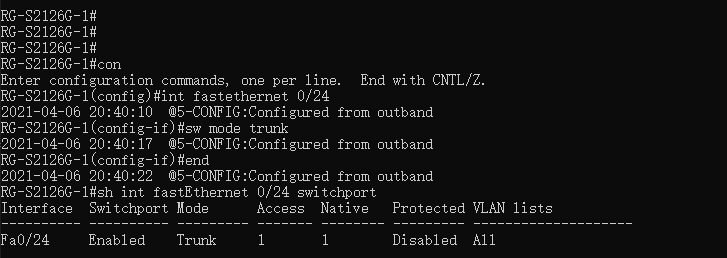 RG-S2126G-1#
RG-S2126G-1#
RG-S2126G-1#
RG-S2126G-1#con
Enter configuration commands, one per line.  End with CNTL/Z.
RG-S2126G-1(config)#int fastethernet 0/24
2021-04-06 20:40:10  @5-CONFIG:Configured from outband
RG-S2126G-1(config-if)#sw mode trunk
2021-04-06 20:40:17  @5-CONFIG:Configured from outband
RG-S2126G-1(config-if)#end
2021-04-06 20:40:22  @5-CONFIG:Configured from outband
RG-S2126G-1#sh int fastEthernet 0/24 switchport
Interface  Switchport Mode      Access  Native   Protected VLAN lists
---------- ---------- --------- ------- -------- --------- --------------------
Fa0/24     Enabled    Trunk     1       1        Disabled  All